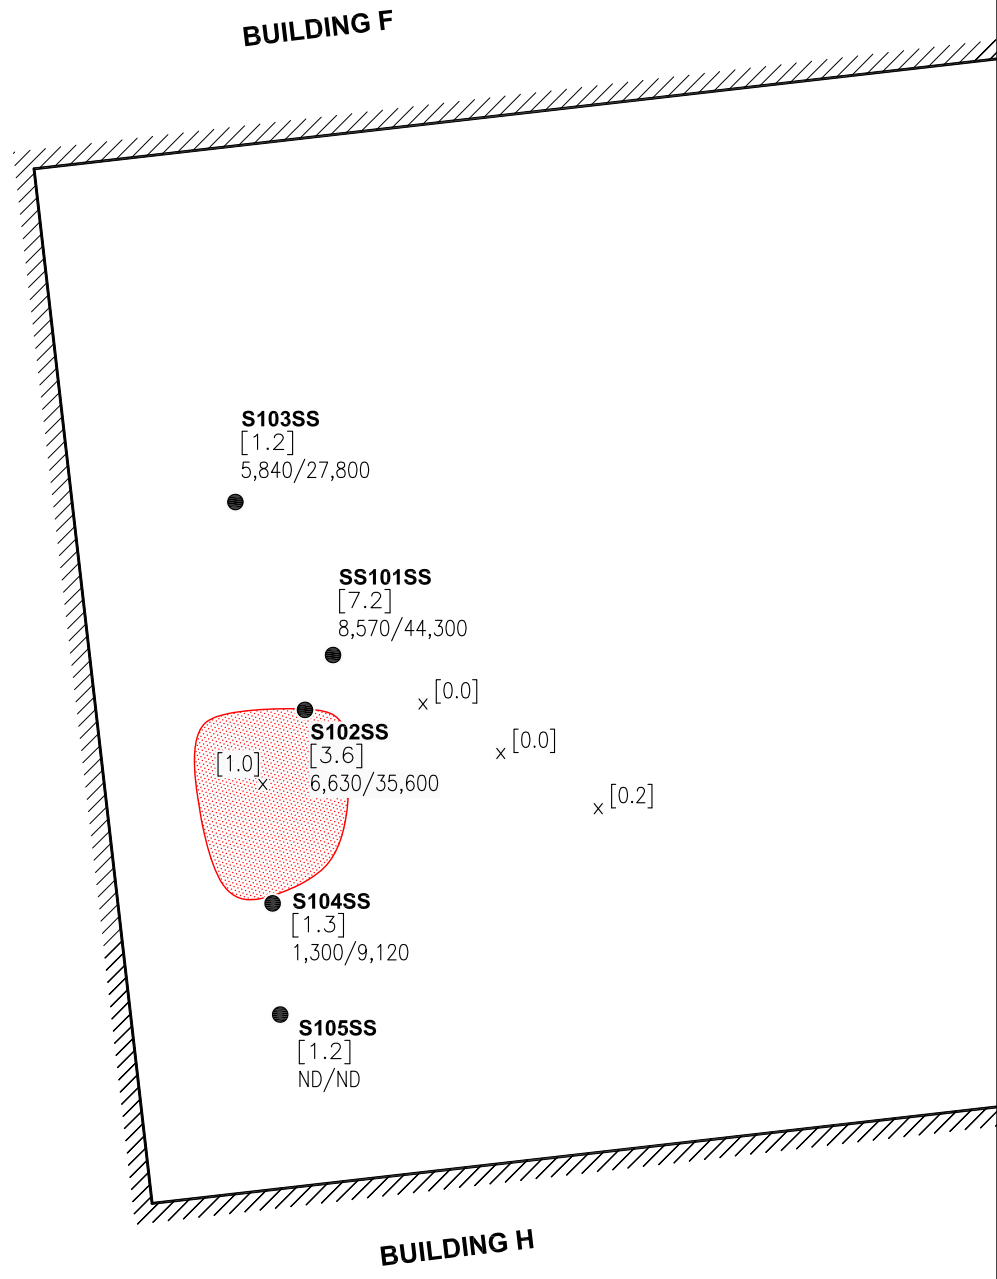 BUILDING F
S103SS
[1.2]
5,840/27,800
SS101SS
[7.2]
8,570/44,300
x [0.0]
S102SS
[3.6]
6,630/35,600
[1.0]
x
x [0.0]
x [0.2]
S104SS
[1.3]
1,300/9,120
S105SS
[1.2]
ND/ND
BUILDING H